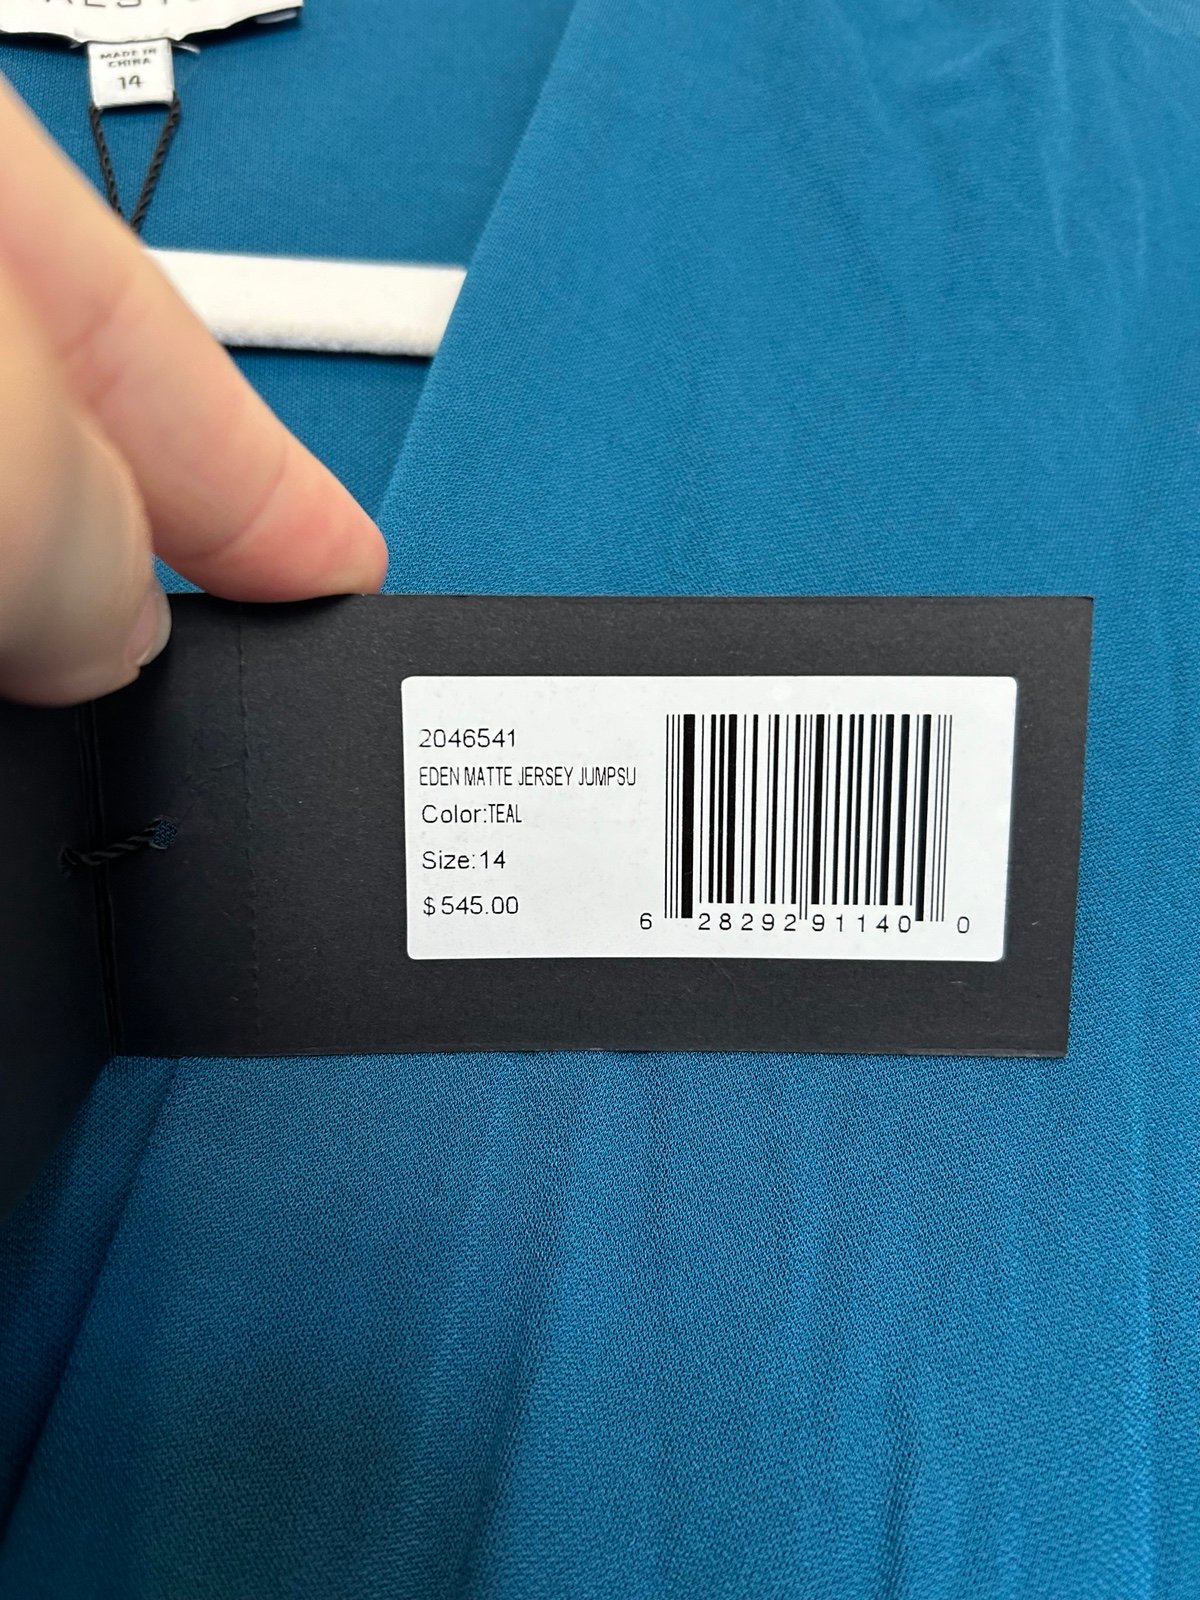 MADE IN
CHINA
14
2046541
EDEN MATTE JERSEY JUMPSU
Color:TEAL
Size:14
$545.00
6 28292 91140 0